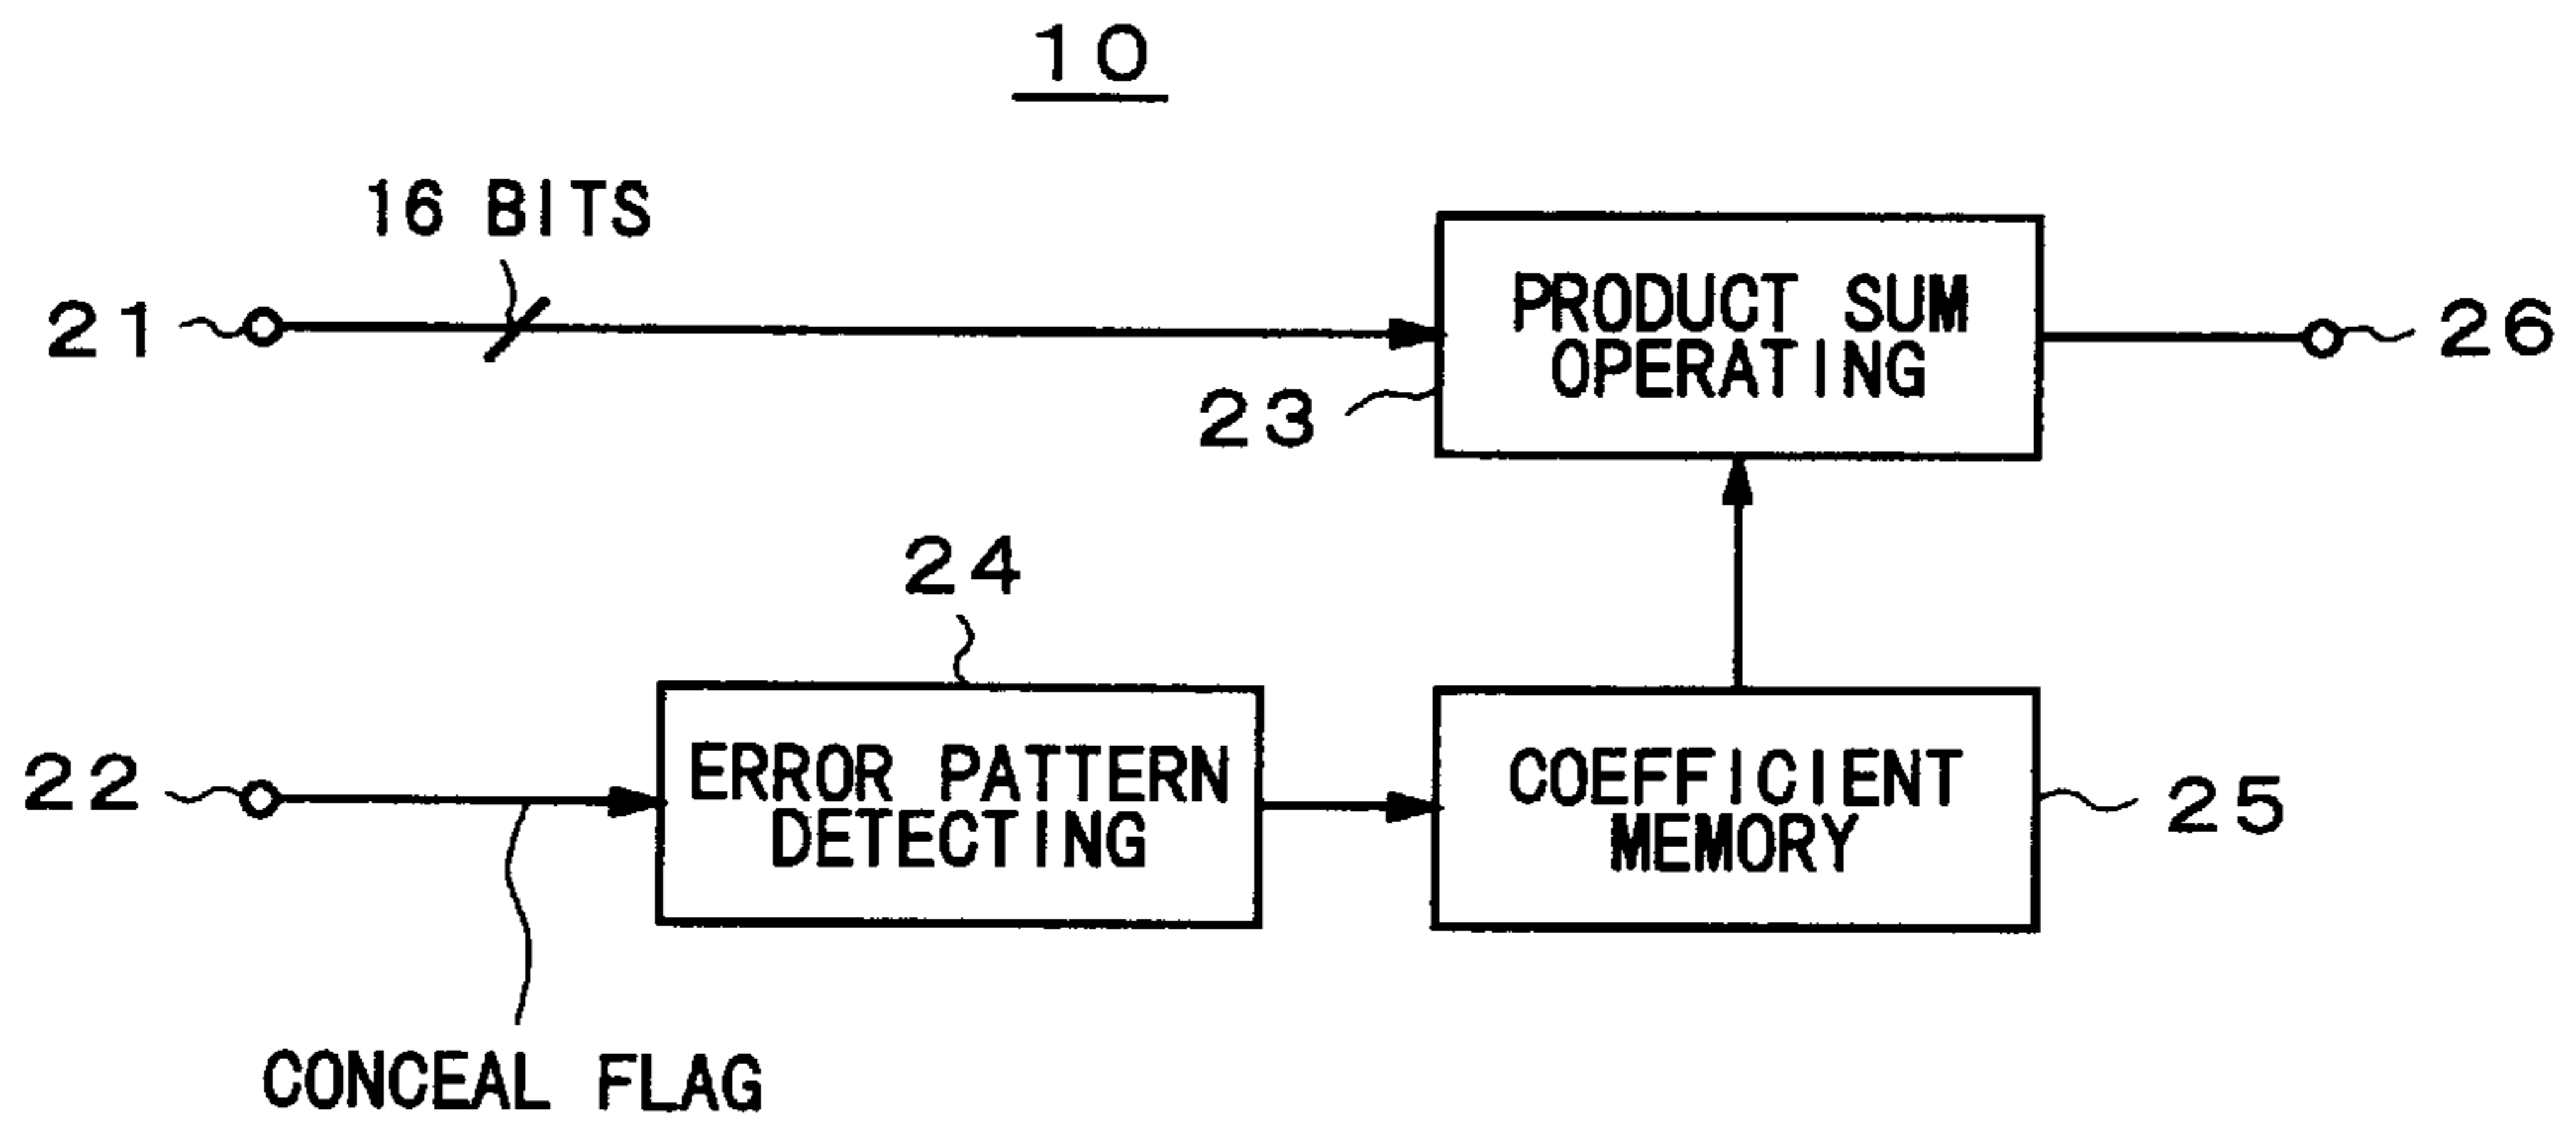 10
16 BITS
21
PRODUCT SUM
OPERATING
26
23
24
22
ERROR PATTERN
DETECTING
COEFFICIENT
MEMORY
25
CONCEAL FLAG